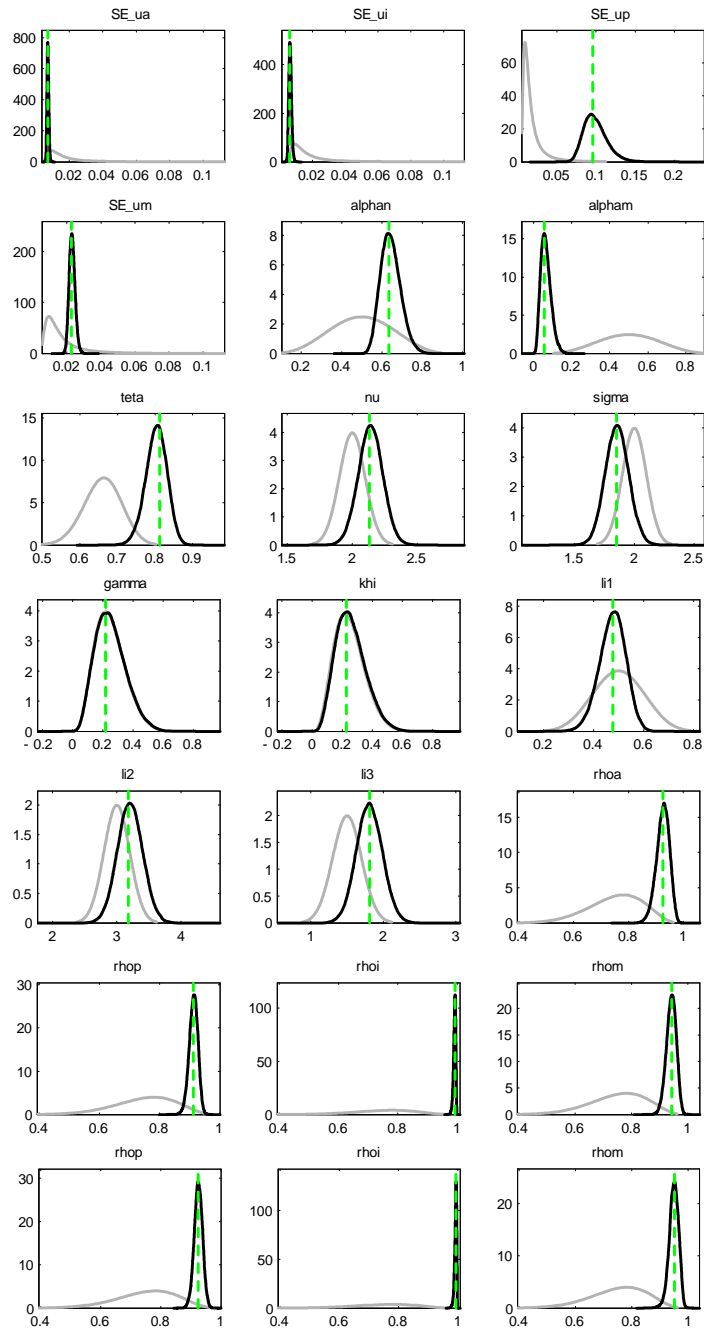 SE_ua SE_ui SE_up
800 600 400 200 0 0.02 0.04 0.06 0.08 0.1
400 200 0 0.02 0.04 0.06 0.08 0.1
60 40 20 0 0.05 0.1 0.15 0.2
SE_um alphan alpham
200 100 0 0.02 0.04 0.06 0.08 0.1
8 6 4 2 0 0.2 0.4 0.6 0.8 1
15 10 5 0 0 0.2 0.4 0.6 0.8
teta nu sigma
15 10 5 0 0.5 0.6 0.7 0.8 0.9
4 3 2 1 0 1.5 2 2.5
4 3 2 1 0 1.5 2 2.5
gamma khi li1
4 3 2 1 0 -0.2 0 0.2 0.4 0.6 0.8
4 3 2 1 0 -0.2 0 0.2 0.4 0.6 0.8
8 6 4 2 0 0.2 0.4 0.6 0.8
li2 li3 rhoa
2 1.5 1 0.5 0 2 3 4
2 1.5 1 0.5 0 1 2 3
15 10 5 0 0.4 0.6 0.8 1
rhop rhoi rhom
30 20 10 0 0.4 0.6 0.8 1
100 50 0 0.4 0.6 0.8 1
20 15 10 5 0 0.4 0.6 0.8 1
rhop rhoi rhom
30 20 10 0 0.4 0.6 0.8 1
100 50 0 0.4 0.6 0.8 1
20 10 0 0.4 0.6 0.8 1